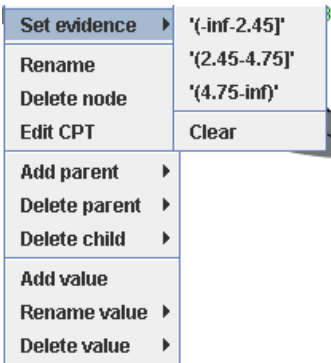 Set evidence
Rename
Delete node
Edit CPT
Add parent
Delete parent
Delete child
Add value
Rename value
Delete value
'(-inf-2.45]'
'(2.45-4.75]'
'(4.75-inf)'
Clear